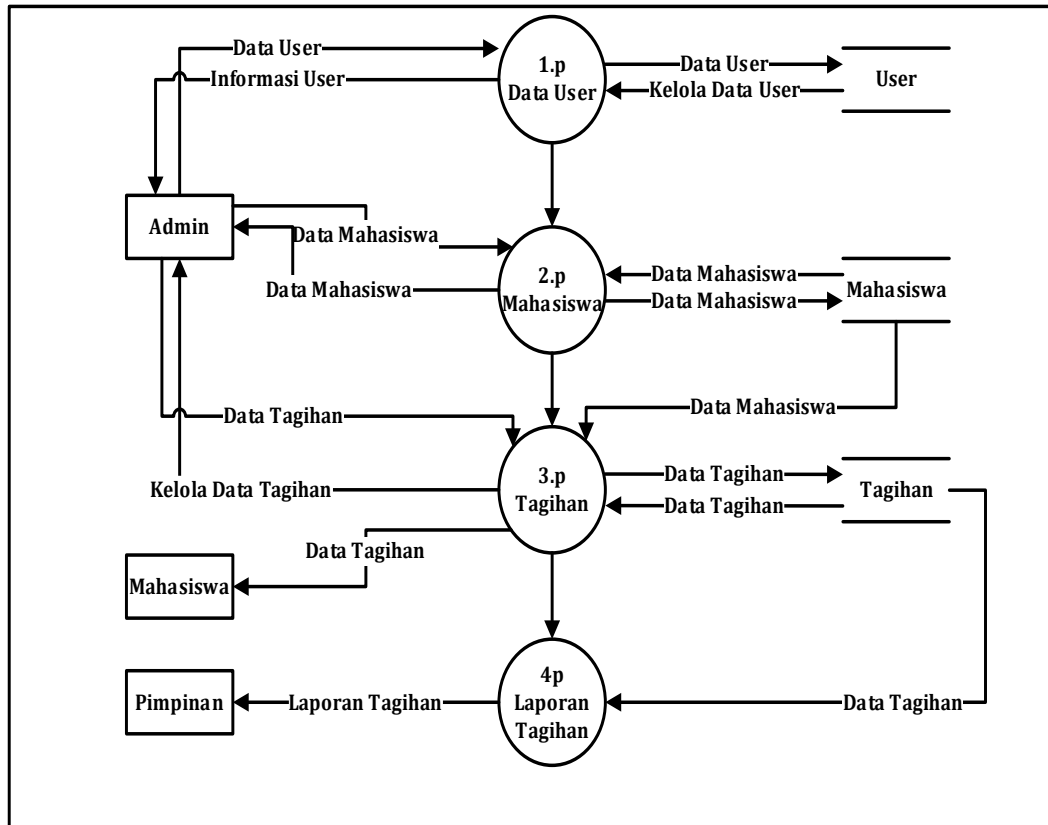 Data User
Informasi User
1.p
Data User
Data User
Kelola Data User
User
Admin
Data Mahasiswa
Data Mahasiswa
2.p
Mahasiswa
Data Mahasiswa
Data Mahasiswa
Mahasiswa
Data Tagihan
Data Mahasiswa
Kelola Data Tagihan
3.p
Tagihan
Data Tagihan
Data Tagihan
Tagihan
Data Tagihan
Mahasiswa
Pimpinan
Laporan Tagihan
4p
Laporan
Tagihan
Data Tagihan